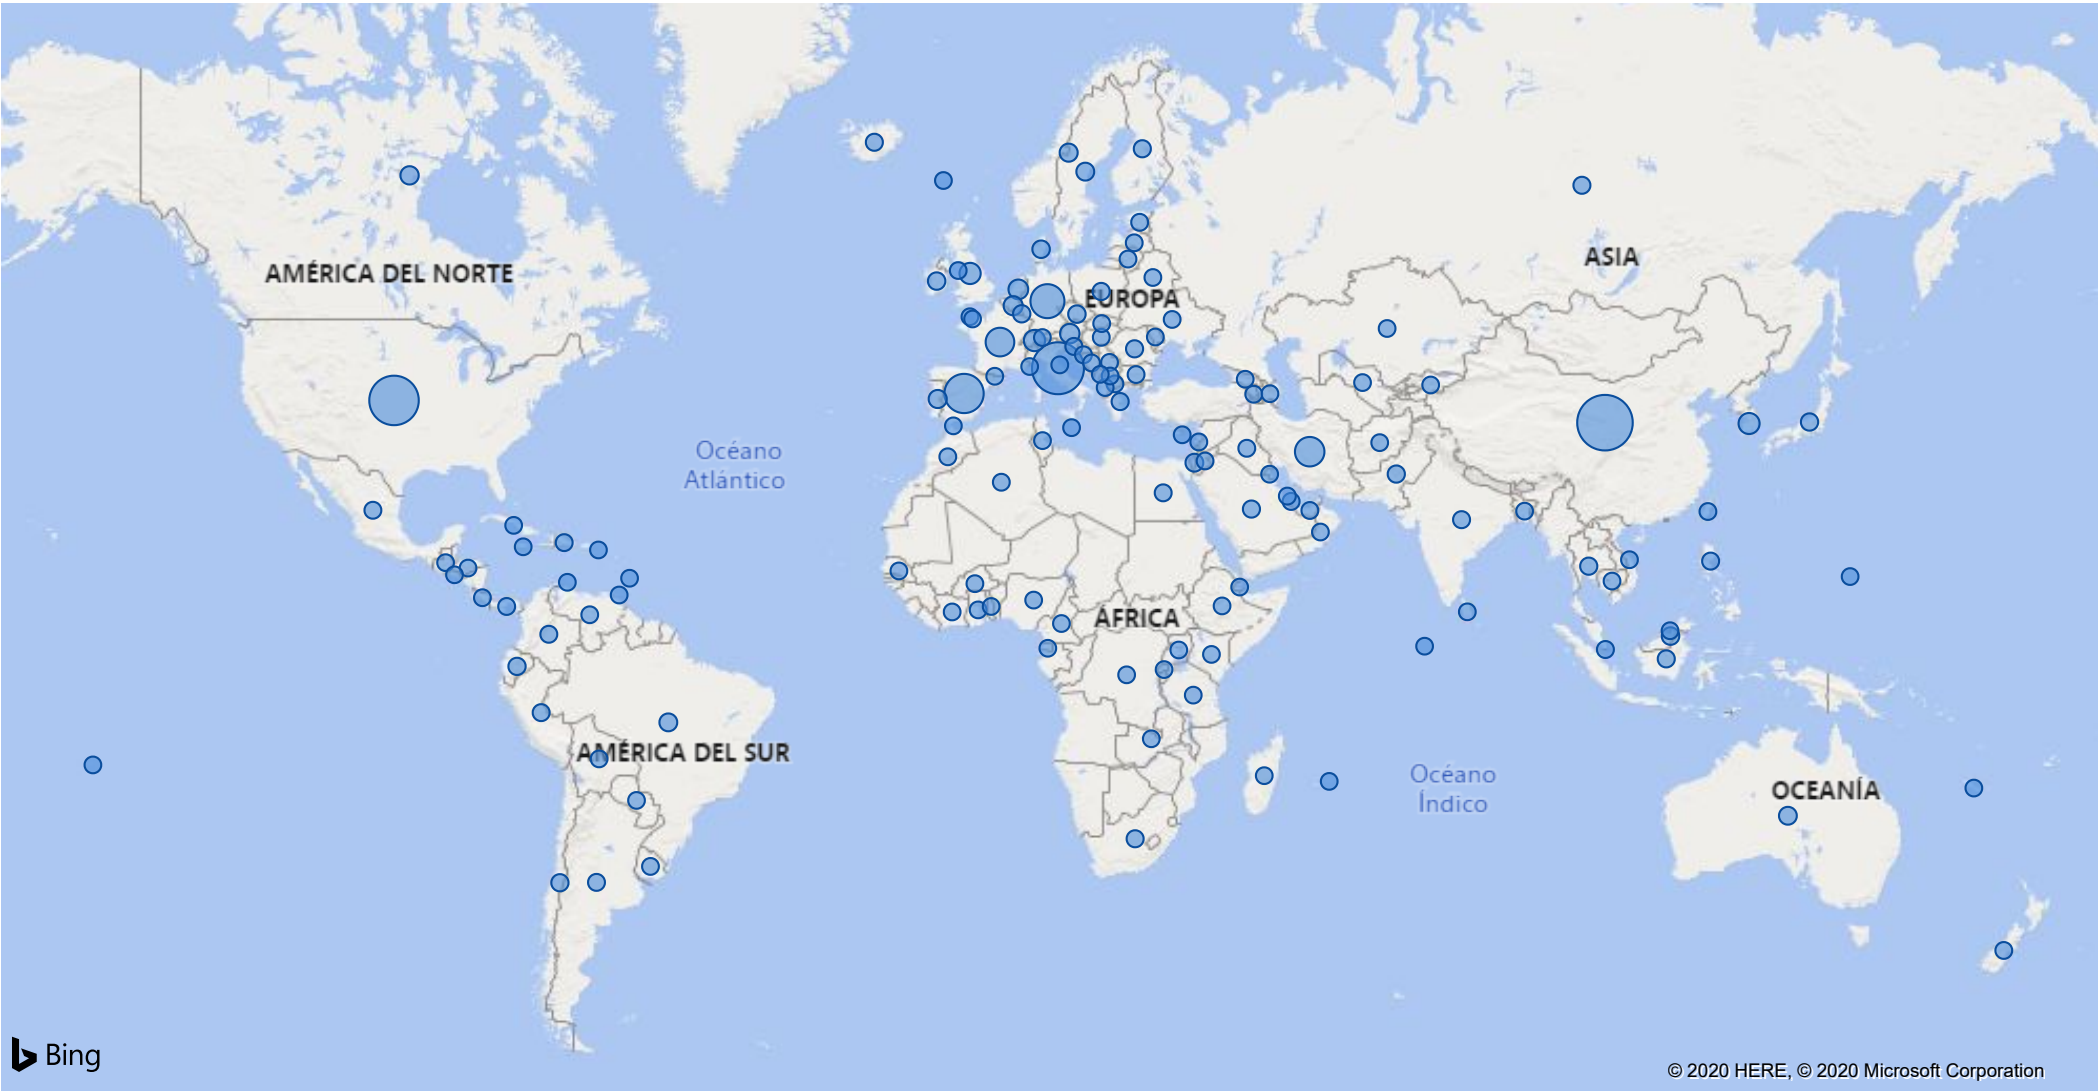 AMÉRICA DEL NORTE
ASIA
EUROPA
Océano
Atlántico
ÁFRICA
AMÉRICA DEL SUR
Océano
Índico
OCEANÍA
Bing
© 2020 HERE, © 2020 Microsoft Corporation